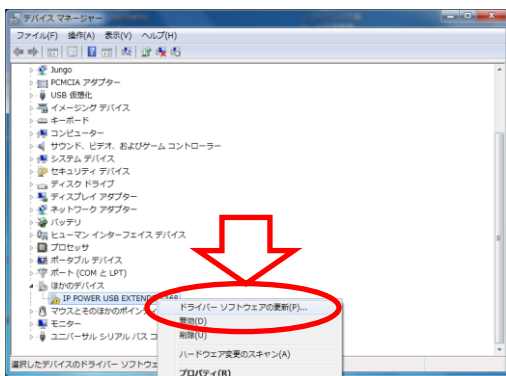 デバイス マネージャー
ファイル(F) 操作(A) 表示(V) ヘルプ(H)
Jungo
PCMCIA アダプター
USB 仮想化
イメージング デバイス
キーボード
コンピューター
サウンド、ビデオ、およびゲーム コントローラー
システム デバイス
セキュリティ デバイス
ディスク ドライブ
ディスプレイ アダプター
ネットワーク アダプター
バッテリ
ヒューマン インターフェイス デバイス
プロセッサ
ポータブル デバイス
ポート (COM と LPT)
ほかのデバイス
IP POWER USB EXTENDER-168
ドライバー ソフトウェアの更新(P)...
マウスとそのほかのポインティ
無効(D)
モニター
削除(U)
ユニバーサル シリアル バス コ
ハードウェア変更のスキャン(A)
選択したデバイスのドライバー ソフトウェ
プロパティ(R)